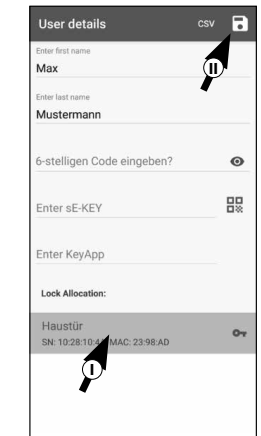 User details CSV
Enter first name
Max
II
Enter last name
Mustermann
6-stelligen Code eingeben?
Enter sE-KEY
Enter KeyApp
Lock Allocation:
Haustür
SN: 10:28:10:4 MAC: 23:98:AD
I